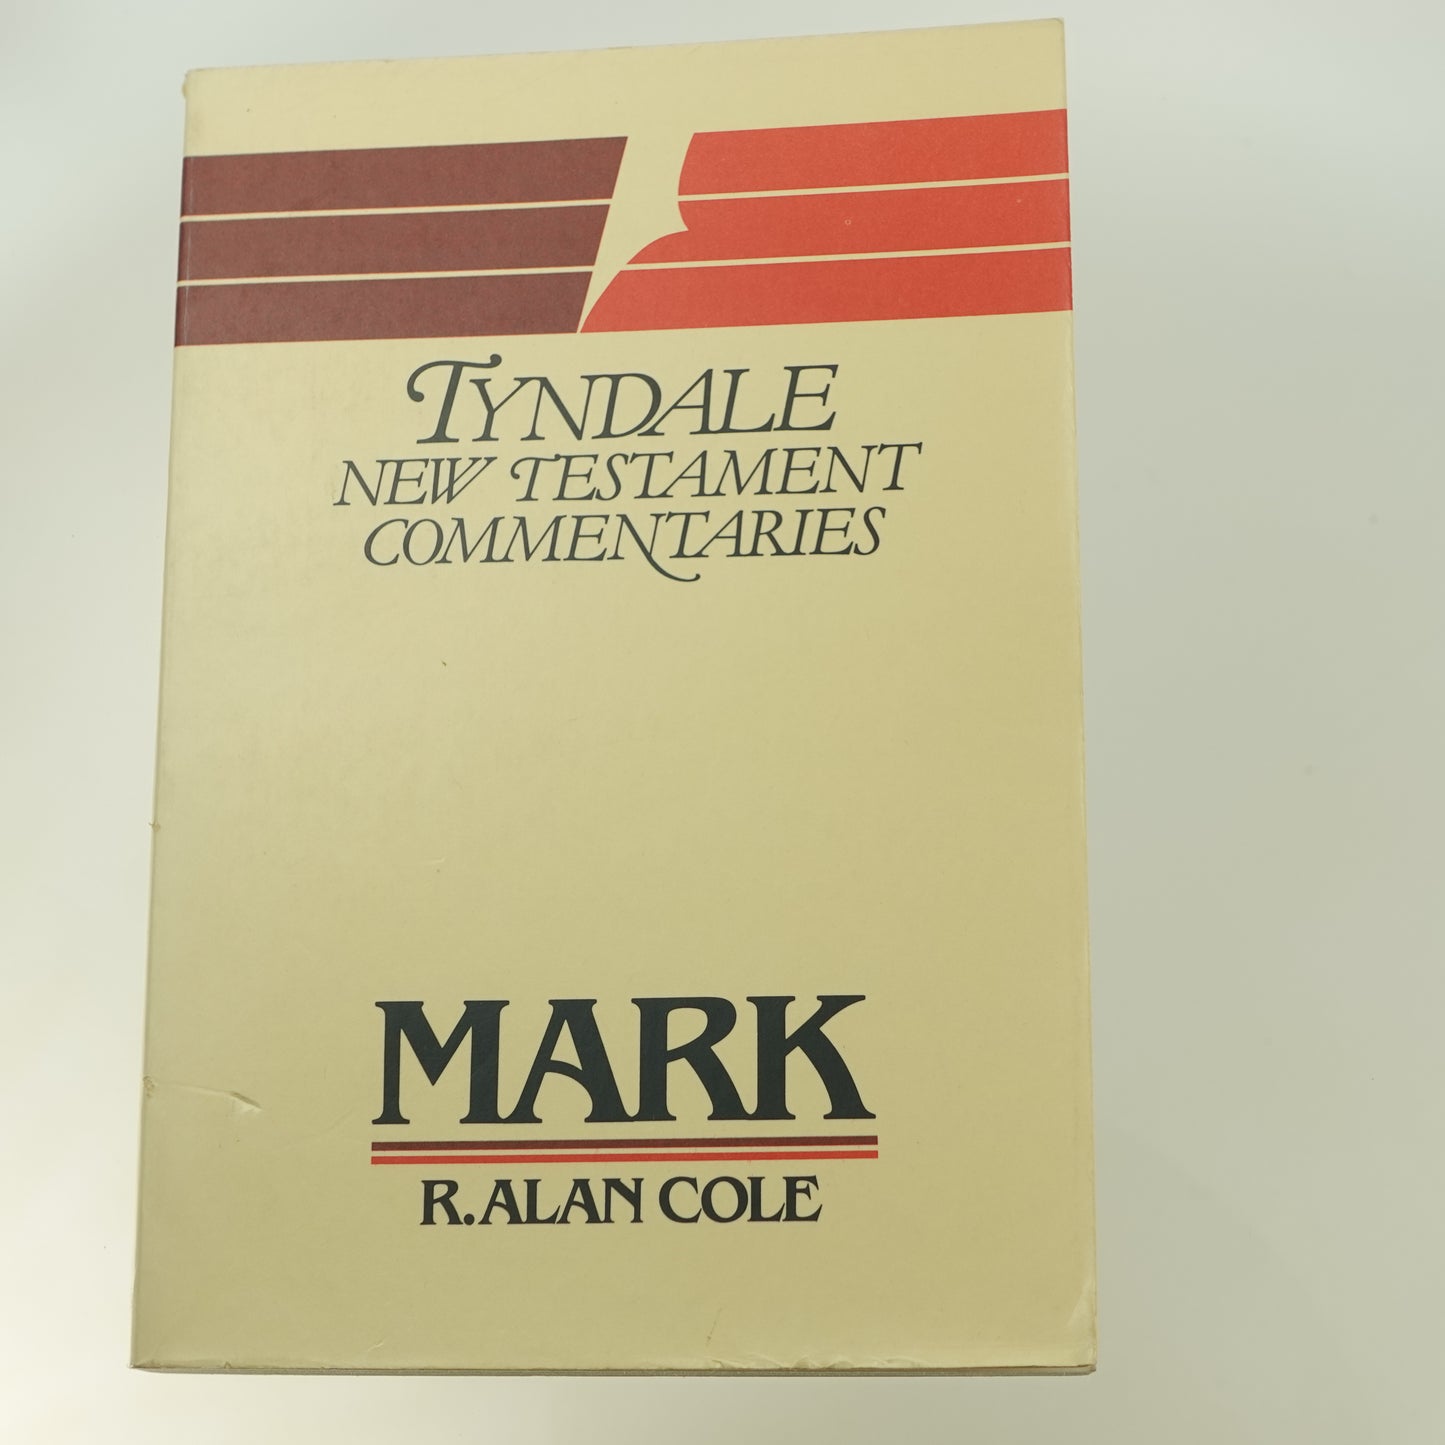 TYNDALE
NEW TESTAMENT
COMMENTARIES
MARK
R. ALAN COLE